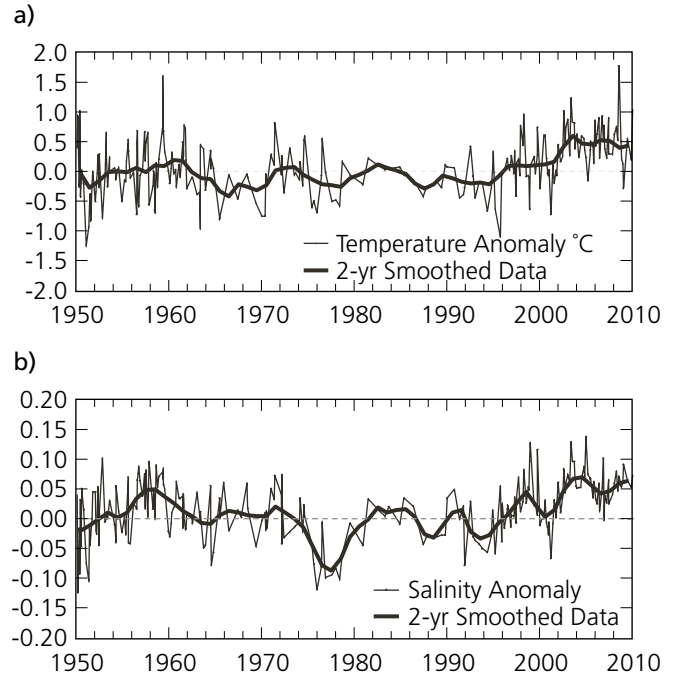 a)
2.0
1.5
1.0
0.5
0.0
-0.5
-1.0
Temperature Anomaly ˚C
-1.5
2-yr Smoothed Data
-2.0
1950 1960 1970 1980 1990 2000 2010
b)
0.20
0.15
0.10
0.05
0.00
-0.05
-0.10
Salinity Anomaly
-0.15
2-yr Smoothed Data
-0.20
1950 1960 1970 1980 1990 2000 2010